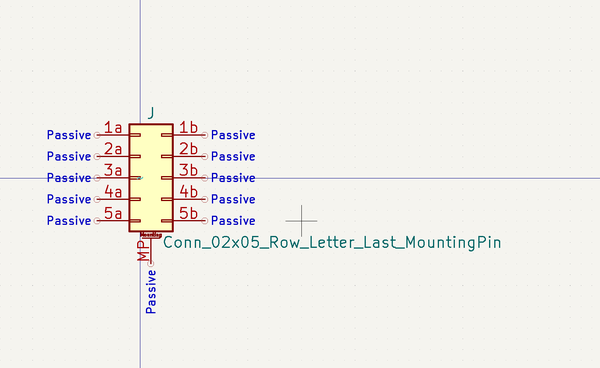 J
Passive 1a 1b Passive
Passive 2a 2b Passive
Passive 3a 3b Passive
Passive 4a 4b Passive
Passive 5a 5b Passive
Mounting
MP
Conn_02x05_Row_Letter_Last_MountingPin
Passive